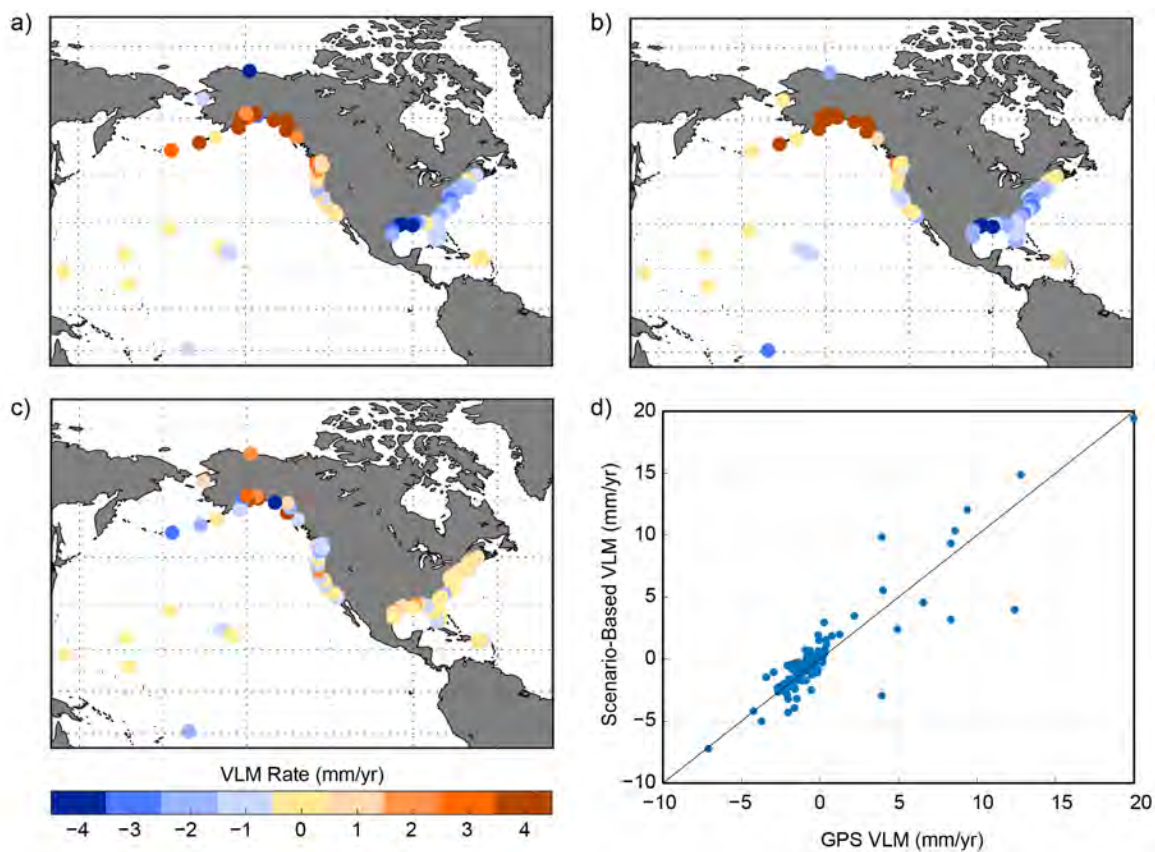 a)
b)
c)
d)
VLM Rate (mm/yr)
−4 −3 −2 −1 0 1 2 3 4
20
15
10
5
0
−5
−10
Scenario-Based VLM (mm/yr)
−10 −5 0 5 10 15 20
GPS VLM (mm/yr)